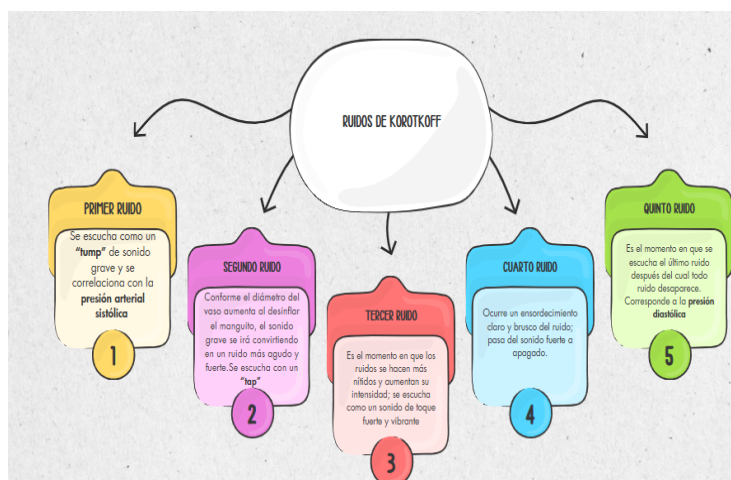 RUIDOS DE KOROTKOFF
PRIMER RUIDO
Se escucha como un
“tump” de sonido
grave y se
correlaciona con la
presión arterial
sistólica
1
SEGUNDO RUIDO
Conforme el diámetro del
vaso aumenta al desinflar
el manguito, el sonido
grave se irá convirtiendo
en un ruido más agudo y
fuerte.Se escucha con un
“tap”
2
TERCER RUIDO
Es el momento en que los
ruidos se hacen más
nítidos y aumentan su
intensidad; se escucha
como un sonido de toque
fuerte y vibrante
3
CUARTO RUIDO
Ocurre un ensordecimiento
claro y brusco del ruido;
pasa del sonido fuerte a
apagado.
4
QUINTO RUIDO
Es el momento en que se
escucha el último ruido
después del cual todo
ruido desaparece.
Corresponde a la presión
diastólica
5